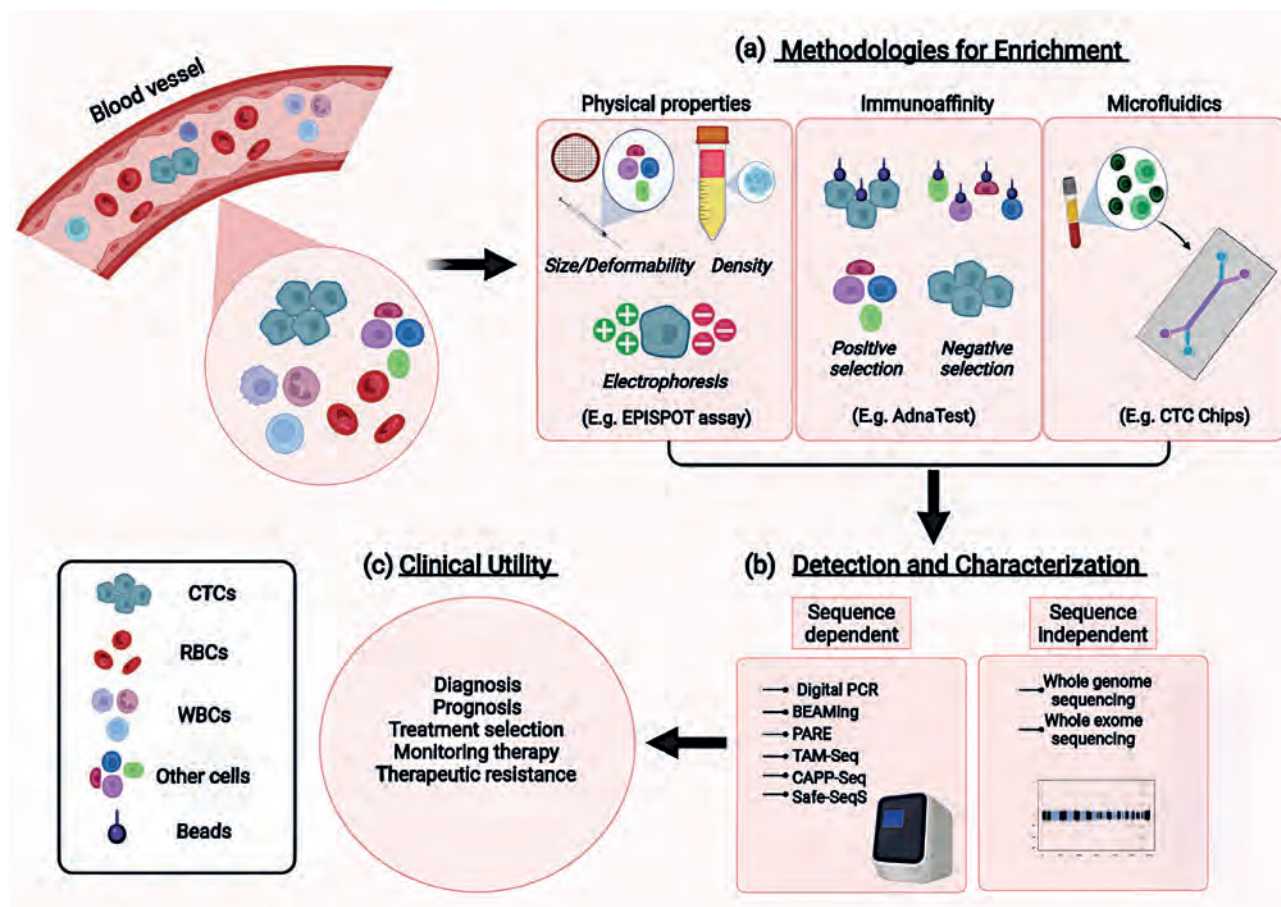 Blood vessel
(a) Methodologies for Enrichment
Physical properties
Immunoaffinity
Microfluidics
Size/Deformability
Density
Electrophoresis
(E.g. EPISPOT assay)
Positive
selection
Negative
selection
(E.g. AdnaTest)
(E.g. CTC Chips)
CTCs
RBCs
WBCs
Other cells
Beads
(c) Clinical Utility
Diagnosis
Prognosis
Treatment selection
Monitoring therapy
Therapeutic resistance
(b) Detection and Characterization
Sequence
dependent
Digital PCR
BEAMing
PARE
TAM-Seq
CAPP-Seq
Safe-SeqS
Sequence
Independent
Whole genome
sequencing
Whole exome
sequencing